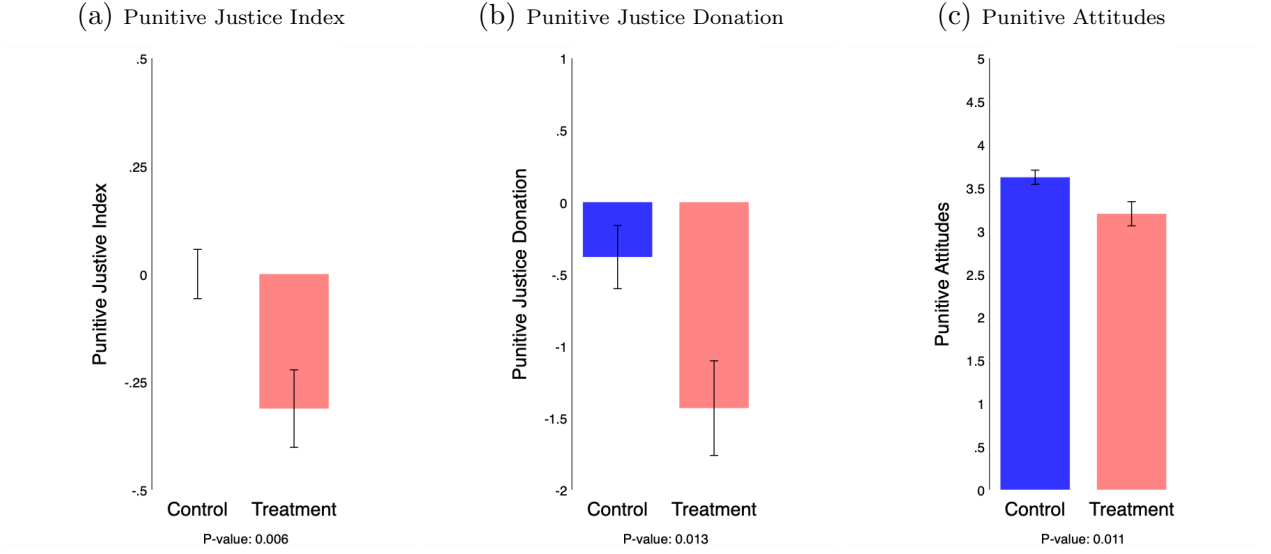 (a) Punitive Justice Index
.5
.25
0
-.25
-.5
Punitive Justive Index
Control Treatment
P-value: 0.006
(b) Punitive Justice Donation
1
.5
0
-.5
-1
-1.5
-2
Punitive Justice Donation
Control Treatment
P-value: 0.013
(c) Punitive Attitudes
5
4.5
4
3.5
3
2.5
2
1.5
1
.5
0
Punitive Attitudes
Control Treatment
P-value: 0.011